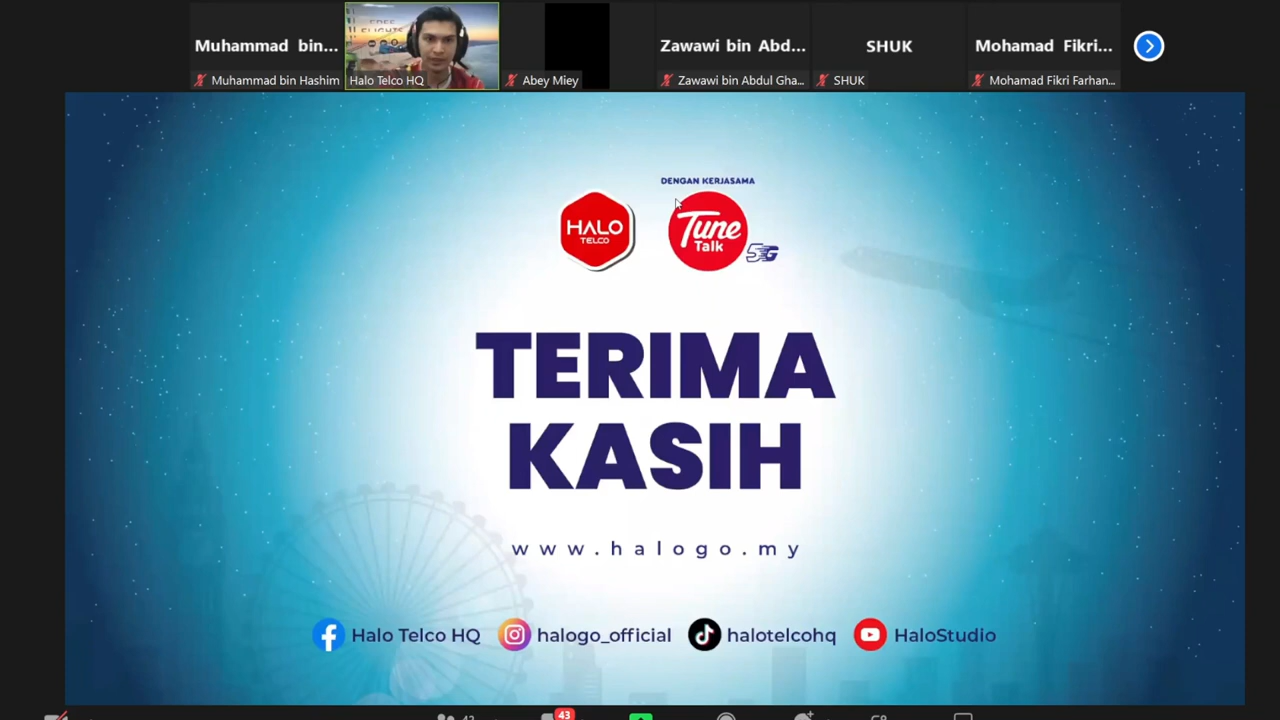 Muhammad bin...
Zawawi bin Abd...
SHUK
Mohamad Fikri...
Muhammad bin Hashim
Halo Telco HQ
Abey Miey
Zawawi bin Abdul Gha...
SHUK
Mohamad Fikri Farhan...
DENGAN KERJASAMA
HALO
TELCO
Tune
Talk
5G
TERIMA
KASIH
www.halogo.my
Halo Telco HQ
halogo_official
halotelcohq
HaloStudio
43